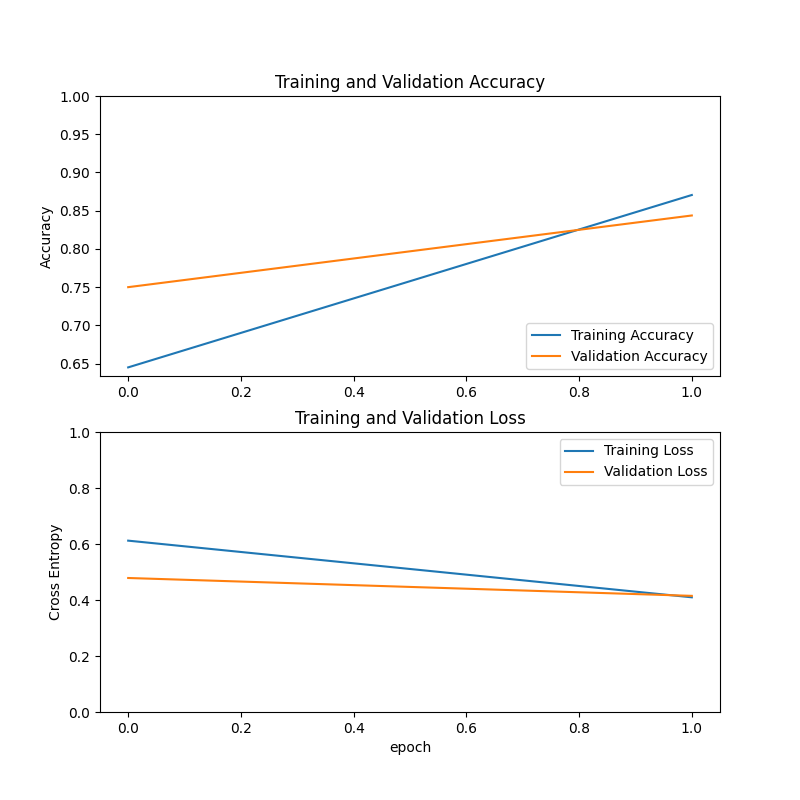 Training and Validation Accuracy
1.00
0.95
0.90
0.85
0.80
0.75
0.70
0.65
Accuracy
Training Accuracy
Validation Accuracy
0.0 0.2 0.4 0.6 0.8 1.0
Training and Validation Loss
1.0
0.8
0.6
0.4
0.2
0.0
Cross Entropy
Training Loss
Validation Loss
0.0 0.2 0.4 0.6 0.8 1.0
epoch